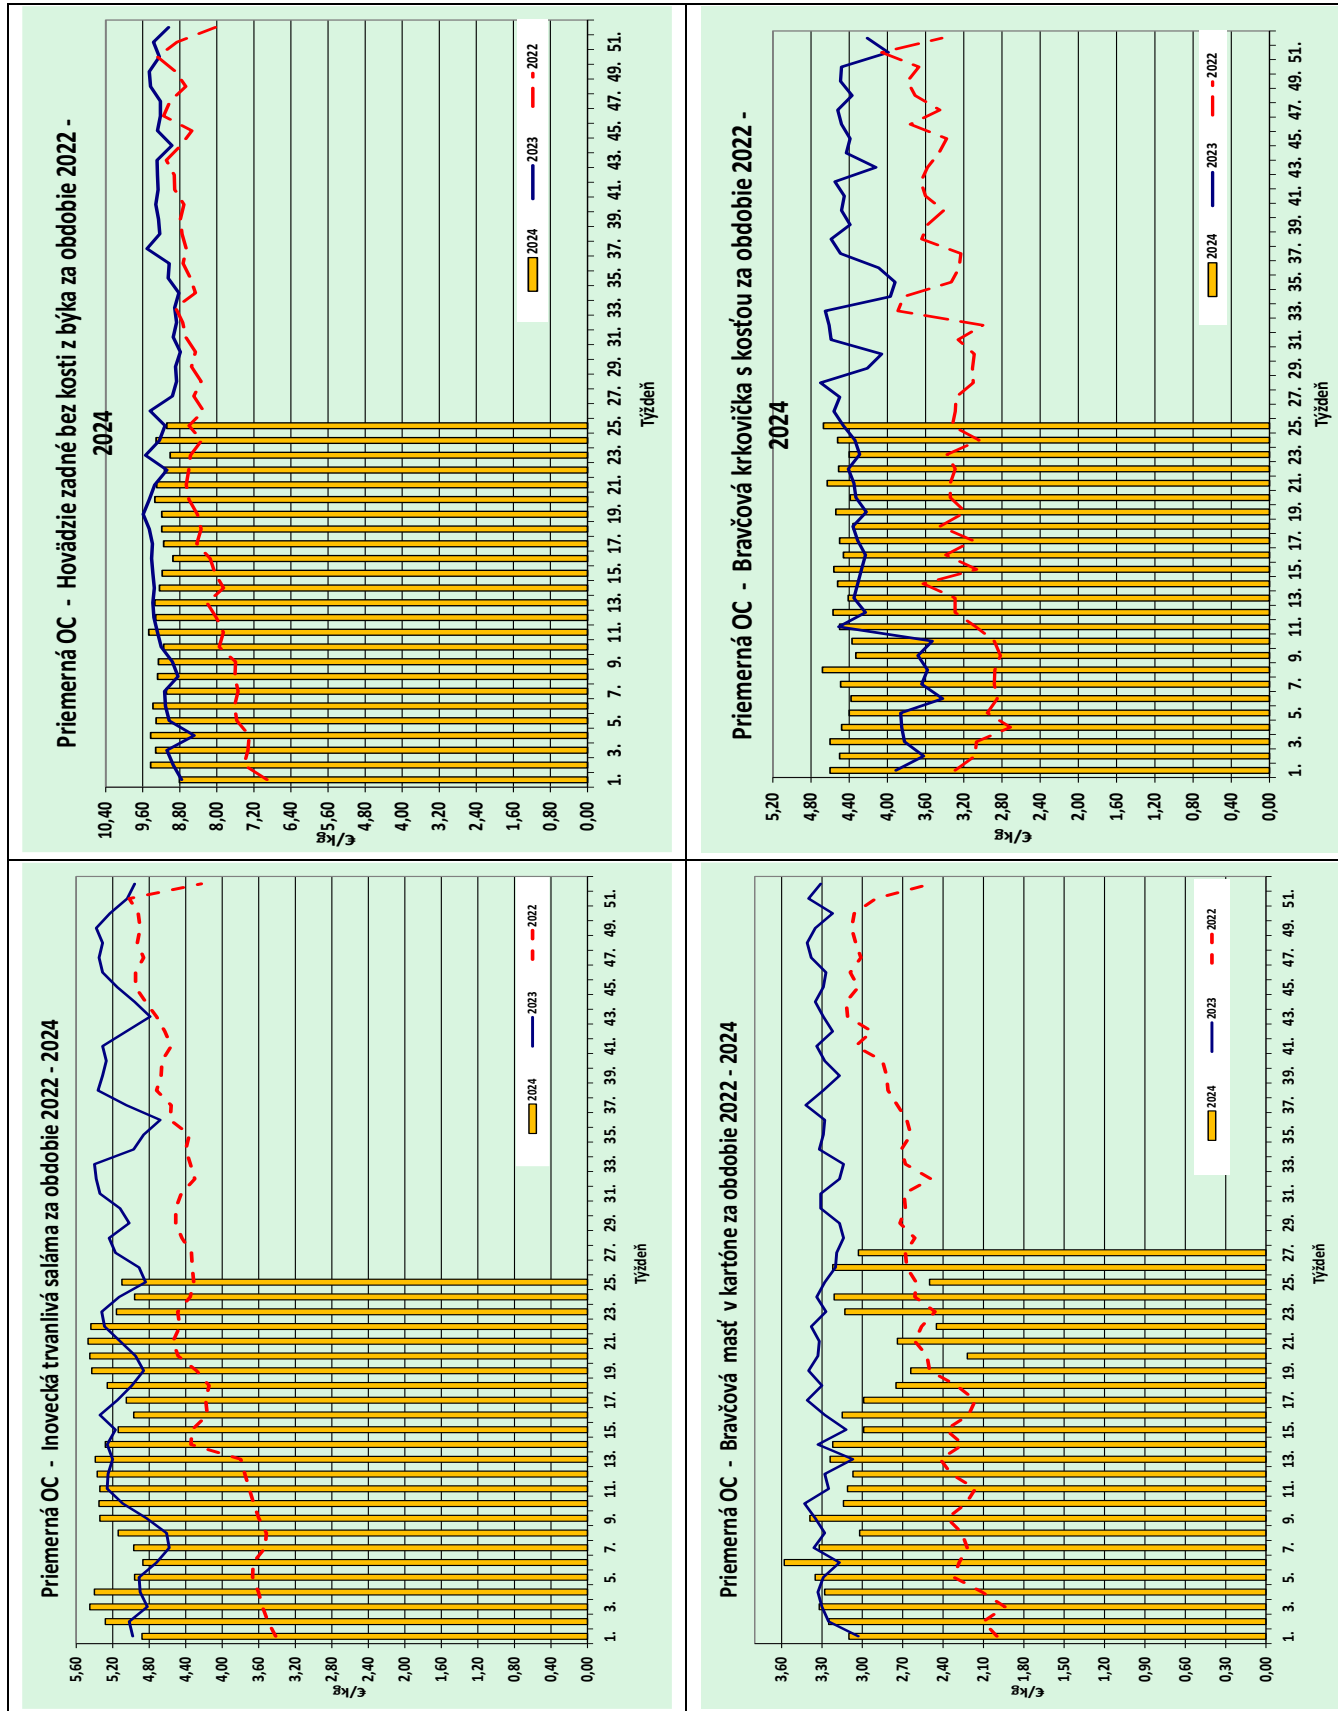 Priemerná OC - Inovecká trvanlivá saláma za obdobie 2022 - 2024
5,60
5,20
4,80
4,40
4,00
3,60
3,20
2,80
2,40
2,00
1,60
1,20
0,80
0,40
0,00
€/kg
2024 2023 2022
1. 3. 5. 7. 9. 11. 13. 15. 17. 19. 21. 23. 25. 27. 29. 31. 33. 35. 37. 39. 41. 43. 45. 47. 49. 51.
Týždeň
Priemerná OC - Hovädzie zadné bez kosti z býka za obdobie 2022 -
2024
10,40
9,60
8,80
8,00
7,20
6,40
5,60
4,80
4,00
3,20
2,40
1,60
0,80
0,00
€/kg
2024 2023 2022
1. 3. 5. 7. 9. 11. 13. 15. 17. 19. 21. 23. 25. 27. 29. 31. 33. 35. 37. 39. 41. 43. 45. 47. 49. 51.
Týždeň
Priemerná OC - Bravčová masť v kartóne za obdobie 2022 - 2024
3,60
3,30
3,00
2,70
2,40
2,10
1,80
1,50
1,20
0,90
0,60
0,30
0,00
€/kg
2024 2023 2022
1. 3. 5. 7. 9. 11. 13. 15. 17. 19. 21. 23. 25. 27. 29. 31. 33. 35. 37. 39. 41. 43. 45. 47. 49. 51.
Týždeň
Priemerná OC - Bravčová krkovička s kosťou za obdobie 2022 -
2024
5,20
4,80
4,40
4,00
3,60
3,20
2,80
2,40
2,00
1,60
1,20
0,80
0,40
0,00
€/kg
2024 2023 2022
1. 3. 5. 7. 9. 11. 13. 15. 17. 19. 21. 23. 25. 27. 29. 31. 33. 35. 37. 39. 41. 43. 45. 47. 49. 51.
Týždeň